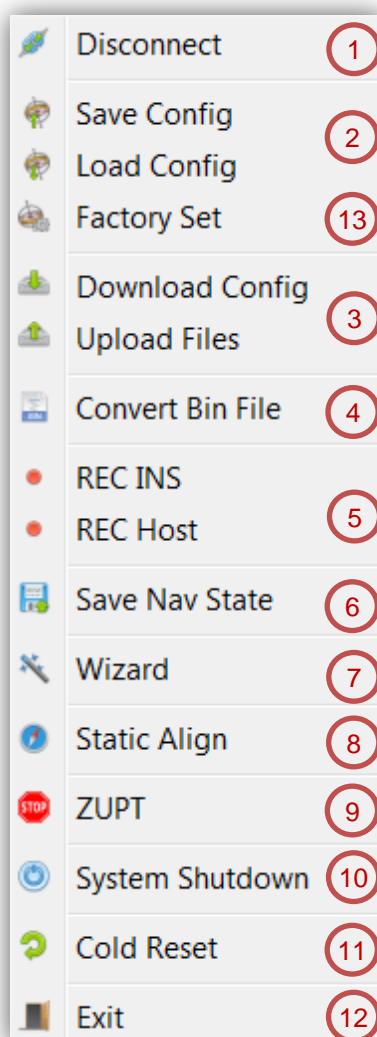 Disconnect 1
Save Config
2
Load Config
Factory Set 13
Download Config
3
Upload Files
Convert Bin File 4
REC INS
5
REC Host
Save Nav State 6
Wizard 7
Static Align 8
STOP ZUPT 9
System Shutdown 10
Cold Reset 11
Exit 12